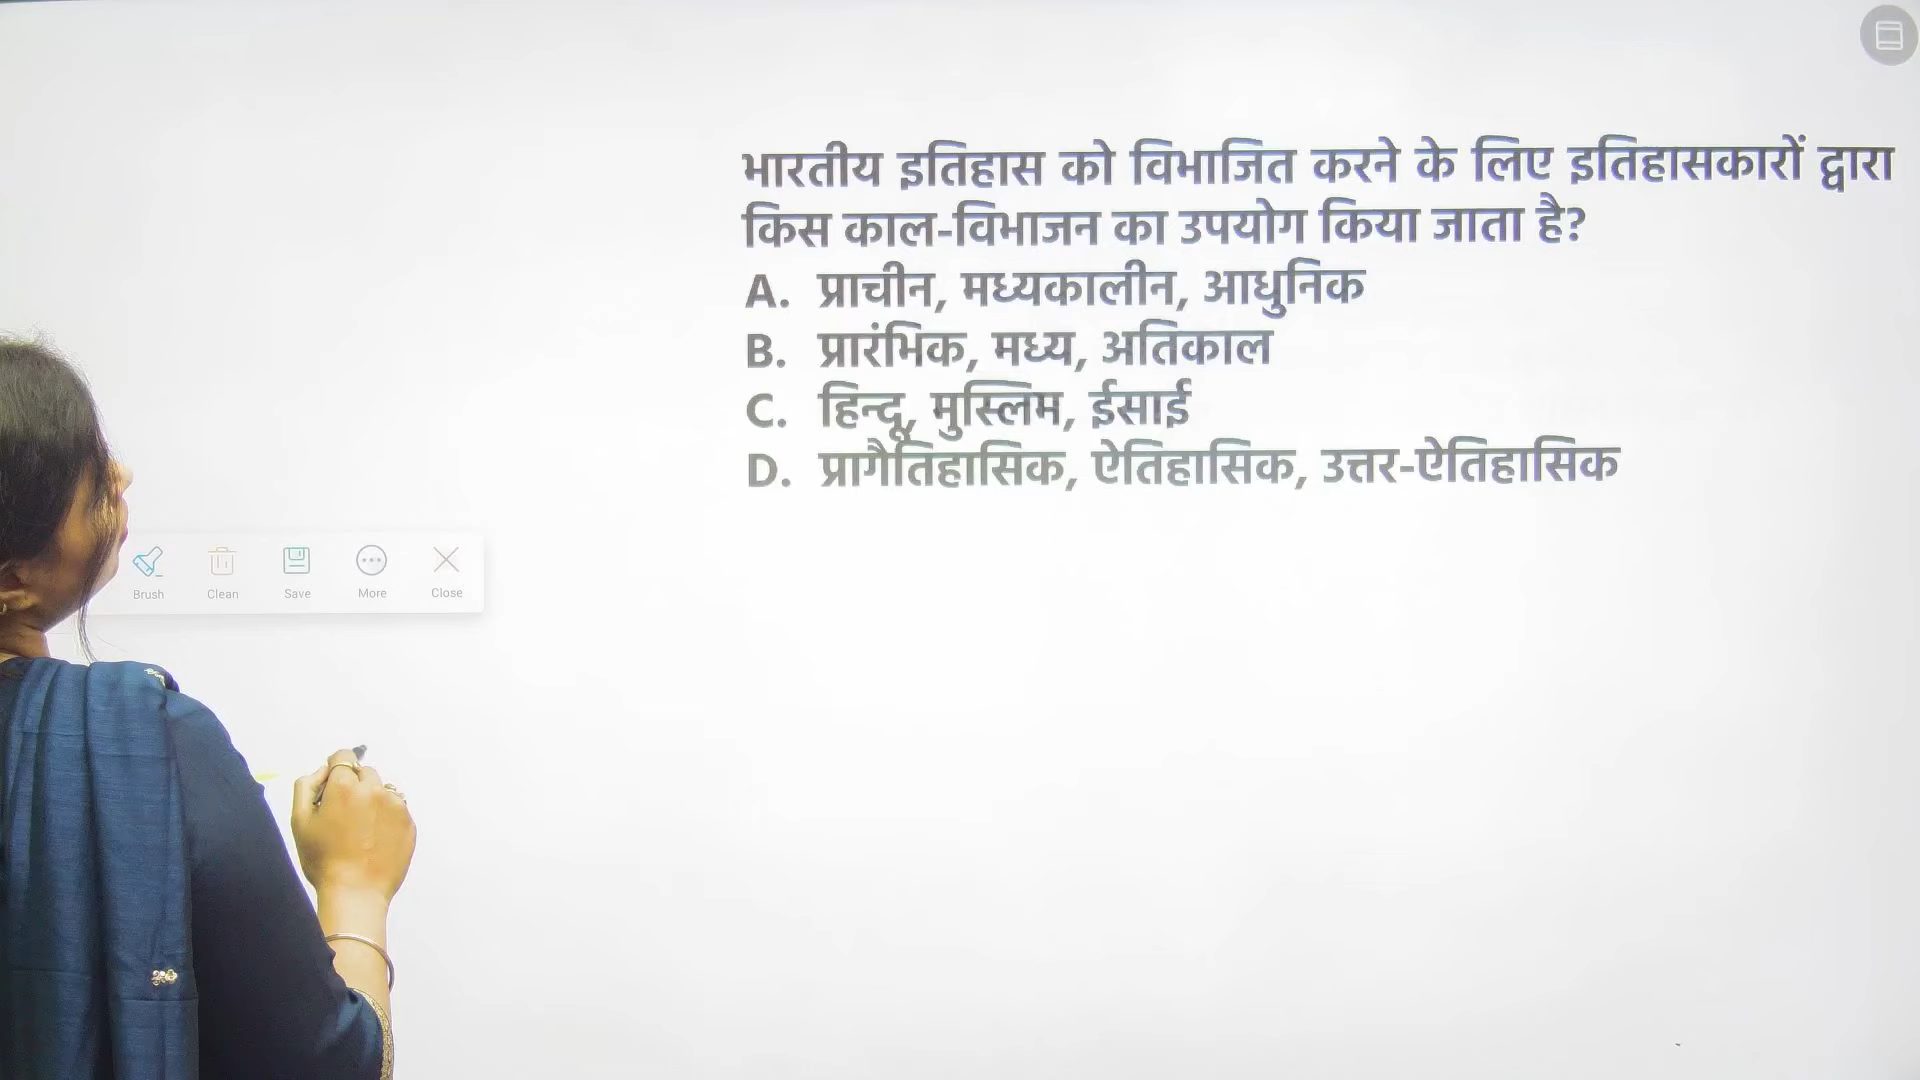 भारतीय इतिहास को विभाजित करने के लिए इतिहासकारों द्वारा
किस काल-विभाजन का उपयोग किया जाता है?
A. प्राचीन, मध्यकालीन, आधुनिक
B. प्रारंभिक, मध्य, अतिकाल
C. हिन्दू, मुस्लिम, ईसाई
D. प्रागैतिहासिक, ऐतिहासिक, उत्तर-ऐतिहासिक
Brush Clean Save More Close